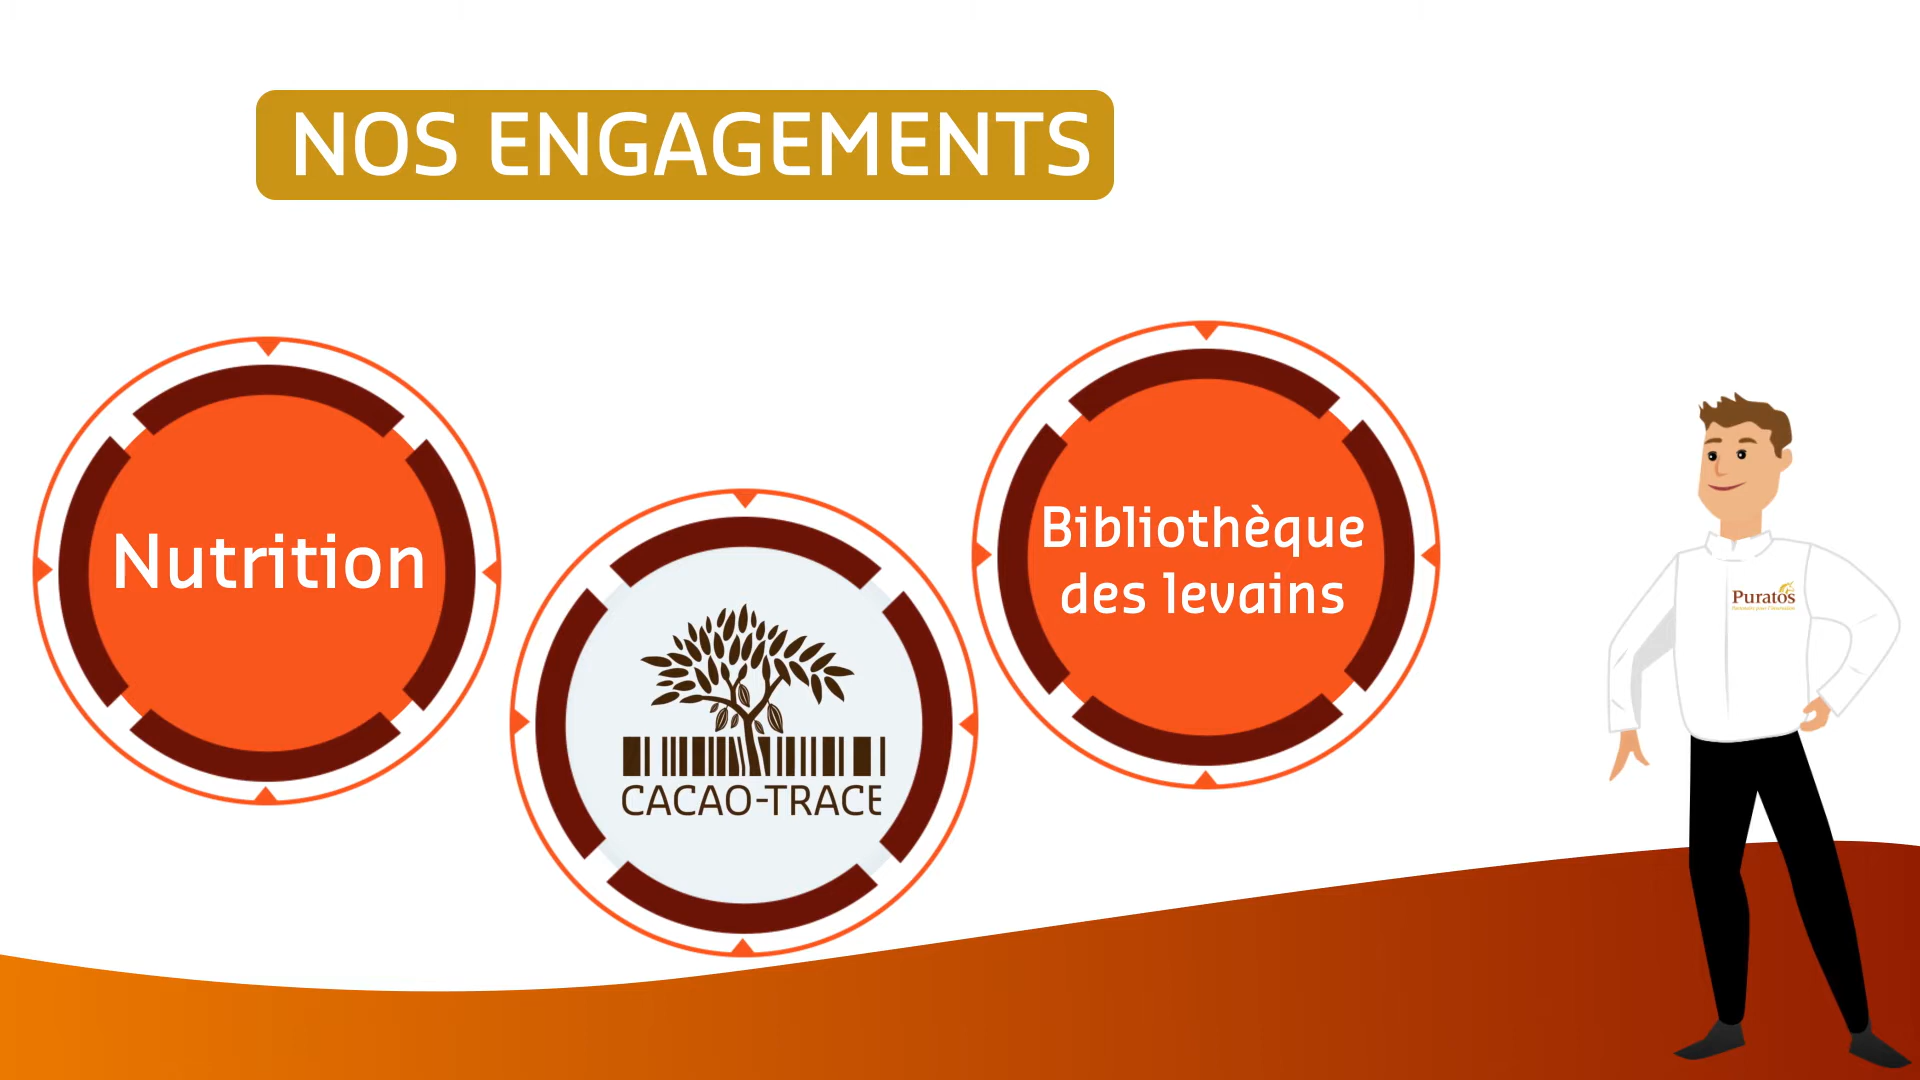 NOS ENGAGEMENTS
Nutrition
CACAO-TRACE
Bibliothèque
des levains
Puratos